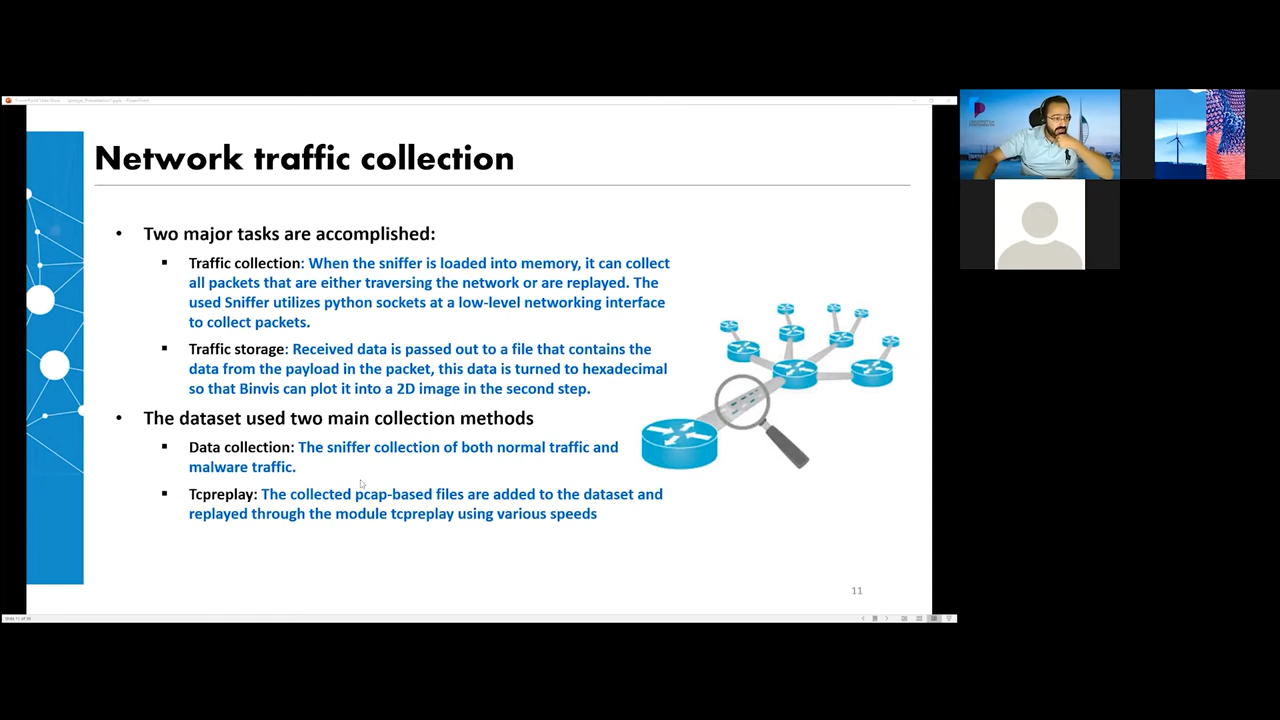 Network traffic collection
• Two major tasks are accomplished:
▪ Traffic collection: When the sniffer is loaded into memory, it can collect
all packets that are either traversing the network or are replayed. The
used Sniffer utilizes python sockets at a low-level networking interface
to collect packets.
▪ Traffic storage: Received data is passed out to a file that contains the
data from the payload in the packet, this data is turned to hexadecimal
so that Binvis can plot it into a 2D image in the second step.
• The dataset used two main collection methods
▪ Data collection: The sniffer collection of both normal traffic and
malware traffic.
▪ Tcpreplay: The collected pcap-based files are added to the dataset and
replayed through the module tcpreplay using various speeds
11